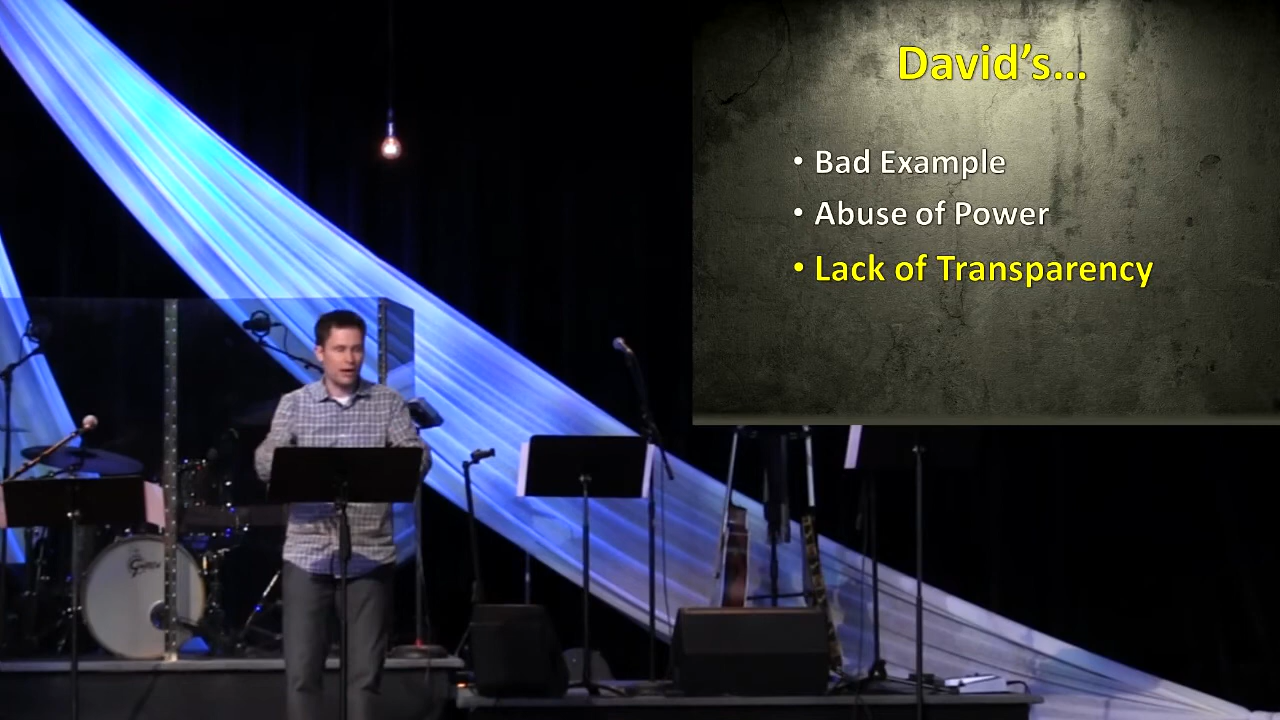 David's...
• Bad Example
• Abuse of Power
• Lack of Transparency
Gretsch